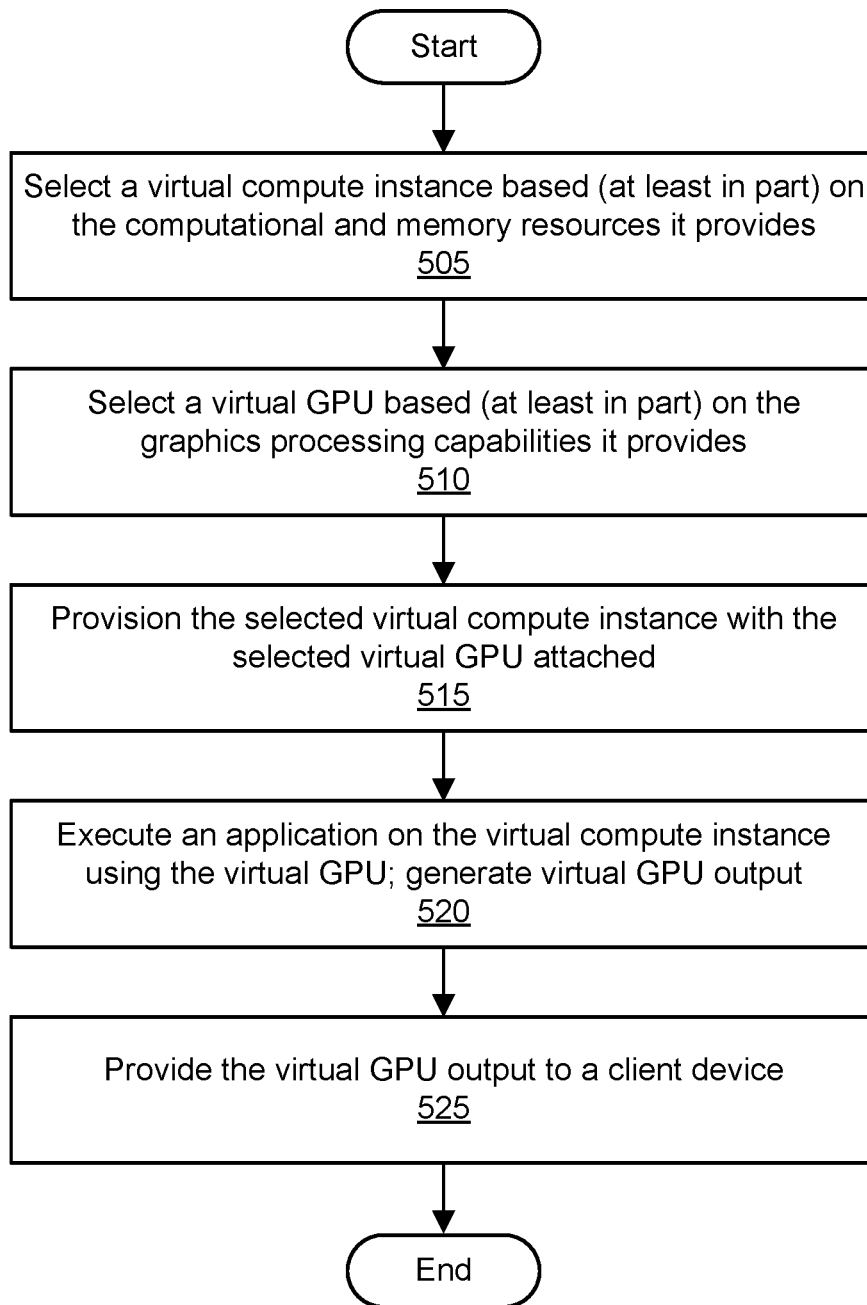 Start
Select a virtual compute instance based (at least in part) on
the computational and memory resources it provides
505
Select a virtual GPU based (at least in part) on the
graphics processing capabilities it provides
510
Provision the selected virtual compute instance with the
selected virtual GPU attached
515
Execute an application on the virtual compute instance
using the virtual GPU; generate virtual GPU output
520
Provide the virtual GPU output to a client device
525
End